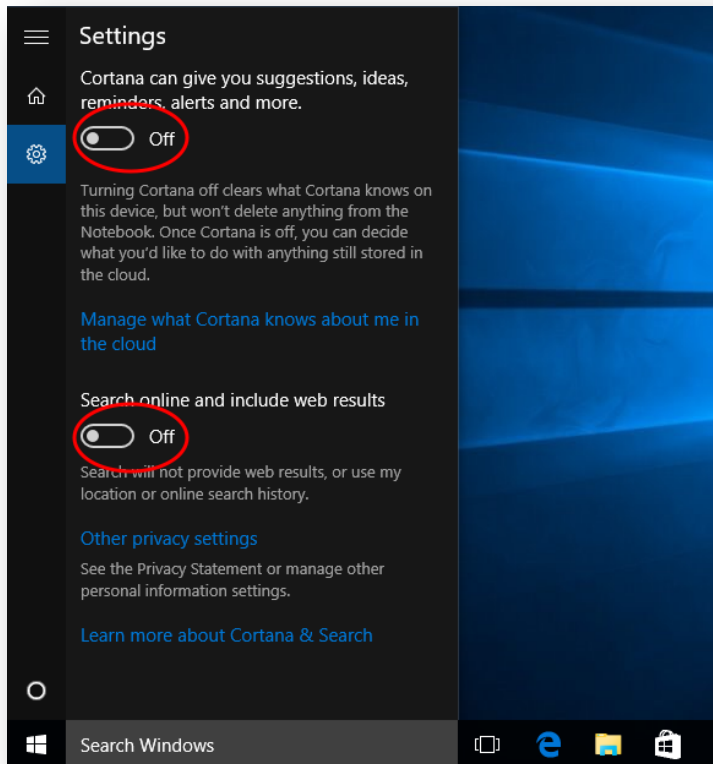 Settings
Cortana can give you suggestions, ideas,
reminders, alerts and more.
Off
Turning Cortana off clears what Cortana knows on
this device, but won't delete anything from the
Notebook. Once Cortana is off, you can decide
what you'd like to do with anything still stored in
the cloud.
Manage what Cortana knows about me in
the cloud
Search online and include web results
Off
Search will not provide web results, or use my
location or online search history.
Other privacy settings
See the Privacy Statement or manage other
personal information settings.
Learn more about Cortana & Search
Search Windows